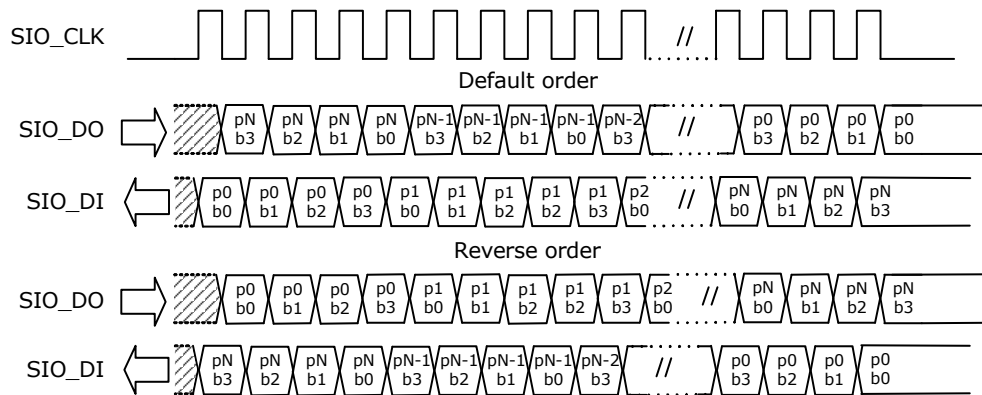 SIO_CLK
//
Default order
SIO_DO
pN pN pN pN pN-1 pN-1 pN-1 pN-1 pN-2 // p0 p0 p0 p0
b3 b2 b1 b0 b3 b2 b1 b0 b3 b3 b2 b1 b0
SIO_DI
p0 p0 p0 p0 p1 p1 p1 p1 p1 p2 // pN pN pN pN
b0 b1 b2 b3 b0 b1 b2 b2 b3 b0 b0 b1 b2 b3
Reverse order
SIO_DO
p0 p0 p0 p0 p1 p1 p1 p1 p1 p2 // pN pN pN pN
b0 b1 b2 b3 b0 b1 b2 b2 b3 b0 b0 b1 b2 b3
SIO_DI
pN pN pN pN pN-1 pN-1 pN-1 pN-1 pN-2 // p0 p0 p0 p0
b3 b2 b1 b0 b3 b2 b1 b0 b3 b3 b2 b1 b0